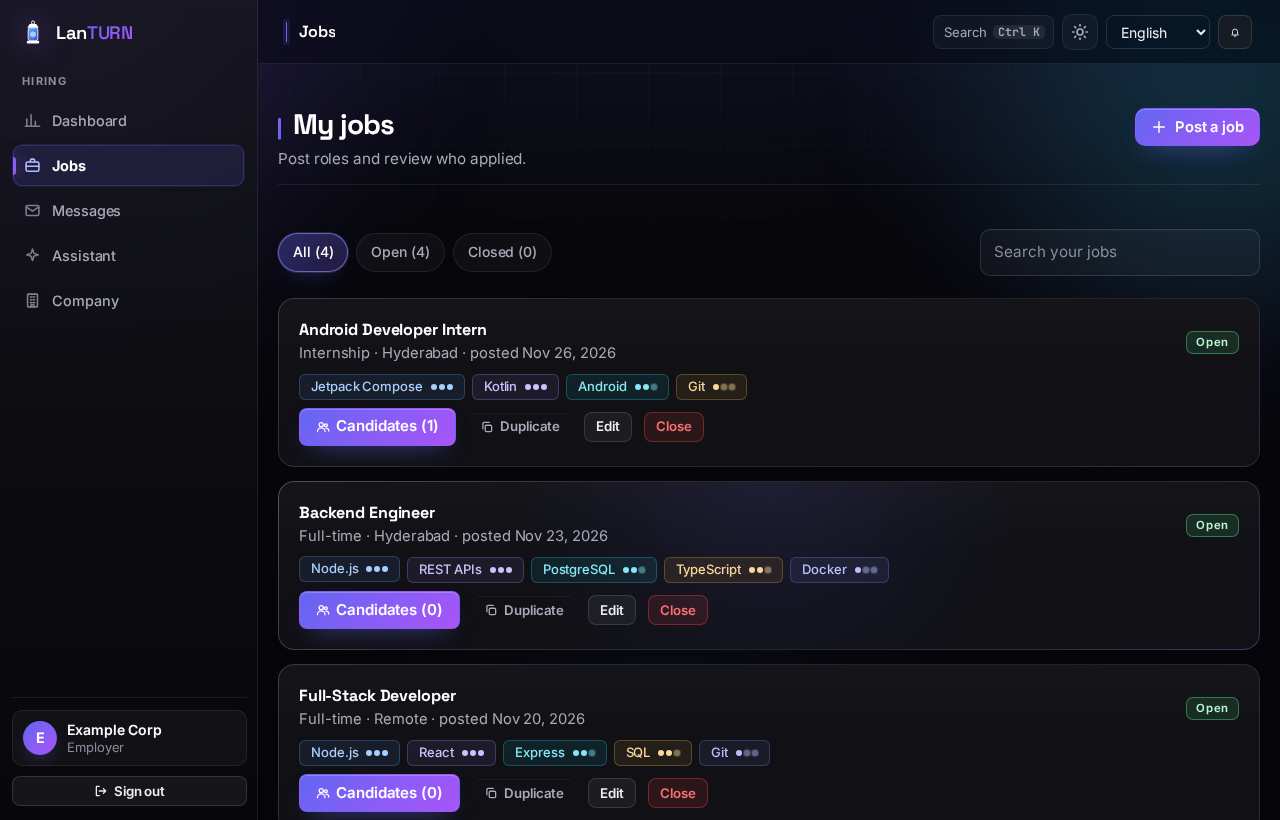 LanTURN
HIRING
Dashboard
Jobs
Messages
Assistant
Company
Example Corp
Employer
Sign out
Jobs
Search Ctrl K
English
My jobs
Post roles and review who applied.
Post a job
All (4)
Open (4)
Closed (0)
Search your jobs
Android Developer Intern
Internship · Hyderabad · posted Nov 26, 2026
Open
Jetpack Compose
Kotlin
Android
Git
Candidates (1)
Duplicate
Edit
Close
Backend Engineer
Full-time · Hyderabad · posted Nov 23, 2026
Open
Node.js
REST APIs
PostgreSQL
TypeScript
Docker
Candidates (0)
Duplicate
Edit
Close
Full-Stack Developer
Full-time · Remote · posted Nov 20, 2026
Open
Node.js
React
Express
SQL
Git
Candidates (0)
Duplicate
Edit
Close